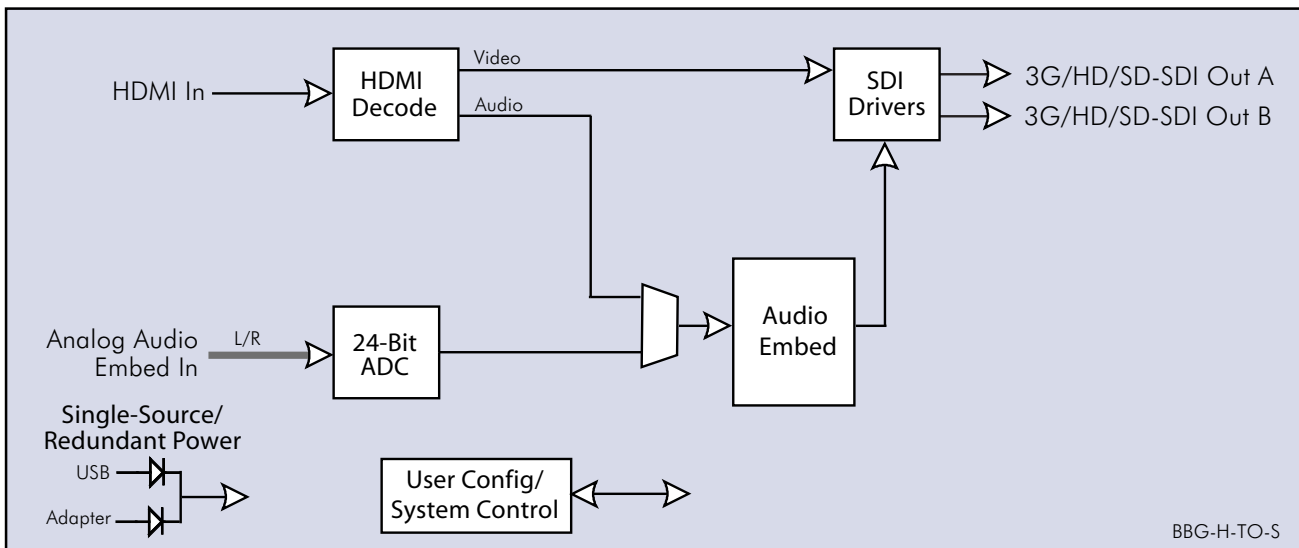 HDMI In
HDMI
Decode
Video
Audio
SDI
Drivers
3G/HD/SD-SDI Out A
3G/HD/SD-SDI Out B
Analog Audio
Embed In
L/R
24-Bit
ADC
Audio
Embed
Single-Source/
Redundant Power
USB
Adapter
User Config/
System Control
BBG-H-TO-S